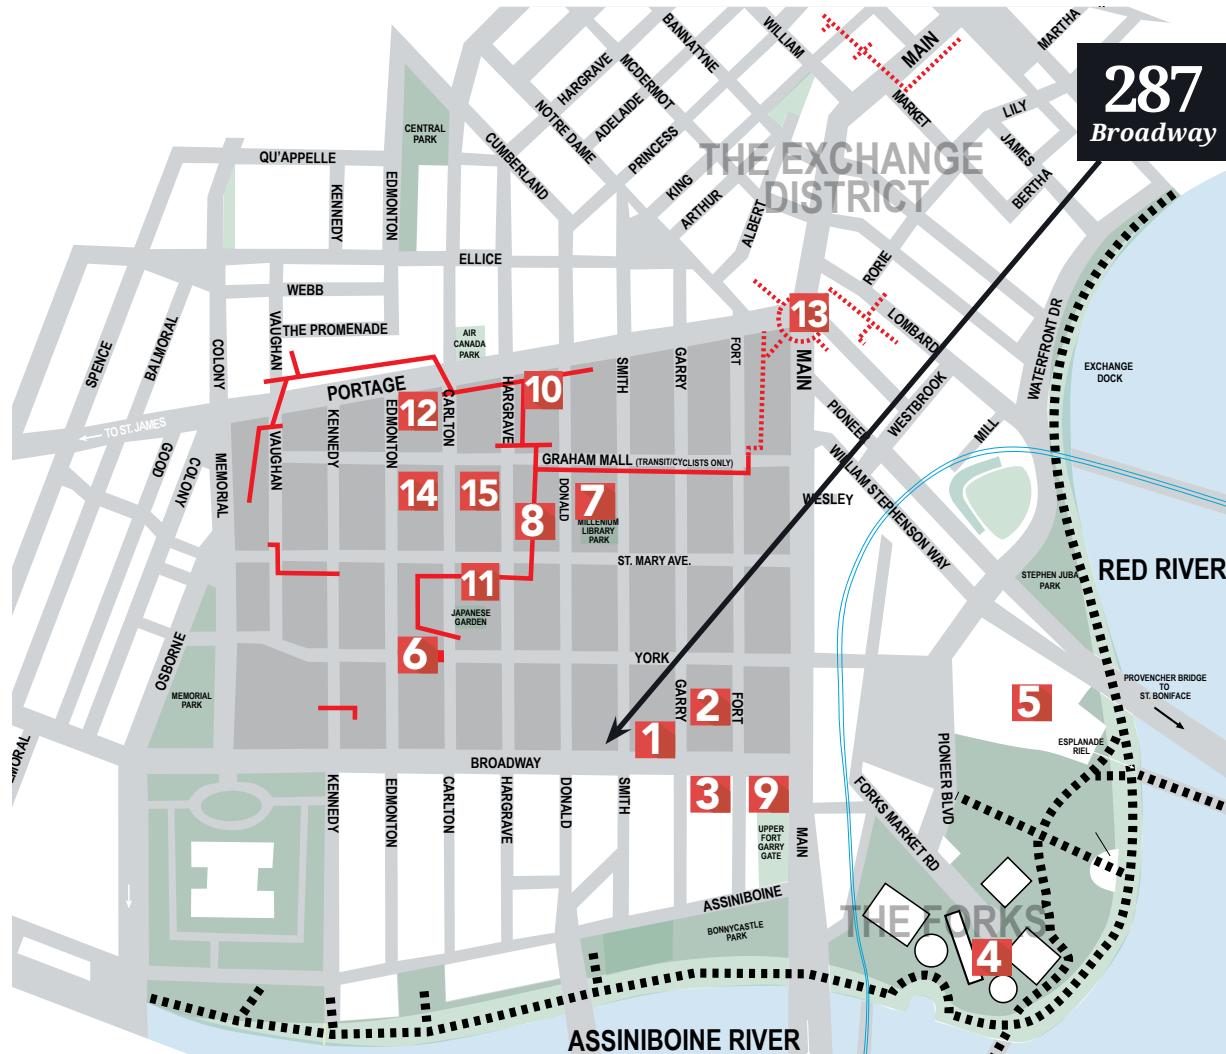 MARTHA
WILLIAM
BANNATYNE
MAIN
HARGRAVE
MCDERMOT
287
Broadway
NOTRE DAME
ADELAIDE
MARKET
LILY
CENTRAL
PARK
CUMBERLAND
PRINCESS
JAMES
QU'APPELLE
THE EXCHANGE
DISTRICT
KENNEDY
EDMONTON
KING
ARTHUR
BERTHA
ALBERT
ELLICE
RORIE
WEBB
VAUGHAN
THE PROMENADE
13
LOMBARD
WATERFRONT DR
SPENCE
BALMORAL
COLONY
AIR
CANADA
PARK
SMITH
GARRY
FORT
MAIN
EXCHANGE
DOCK
PORTAGE
10
HARGRAVE
12
CARLTON
EDMONTON
KENNEDY
WESTBROOK
PIONEER
MILL
TO ST. JAMES
GOOD
COLONY
MEMORIAL
VAUGHAN
GRAHAM MALL (TRANSIT/CYCLISTS ONLY)
WILLIAM STEPHENSON WAY
14
15
DONALD
7
WESLEY
8
MILLENIUM
LIBRARY
PARK
ST. MARY AVE.
RED RIVER
11
STEPHEN JUBA
PARK
JAPANESE
GARDEN
OSBORNE
6
YORK
PROVENCHER BRIDGE
TO
ST. BONIFACE
MEMORIAL
PARK
GARRY
2
FORT
5
1
ESPLANADE
RIEL
MORAL
BROADWAY
PIONEER BLVD
KENNEDY
EDMONTON
CARLTON
HARGRAVE
DONALD
SMITH
3
9
FORKS MARKET RD
MAIN
UPPER
FORT
GARRY
GATE
ASSINIBOINE
THE FORKS
BONNYCASTLE
PARK
4
ASSINIBOINE RIVER